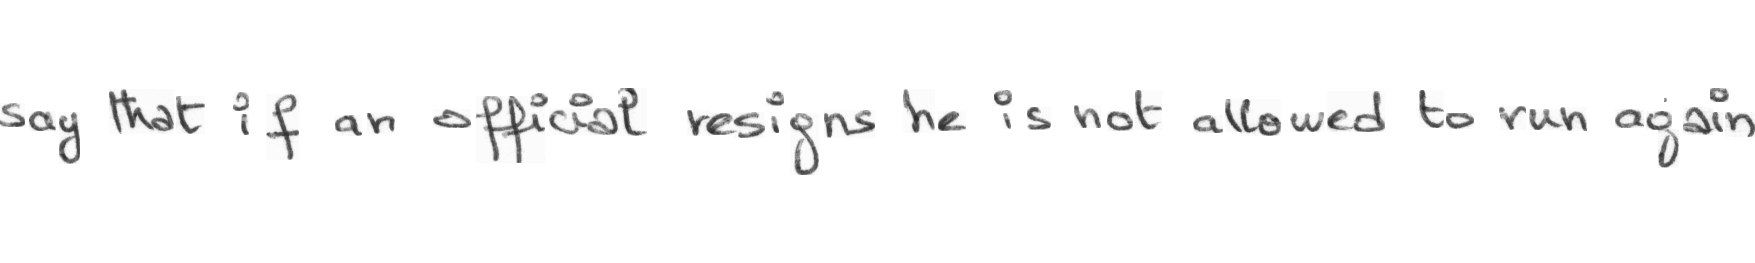 say that if an official resigns he is not allowed to run again